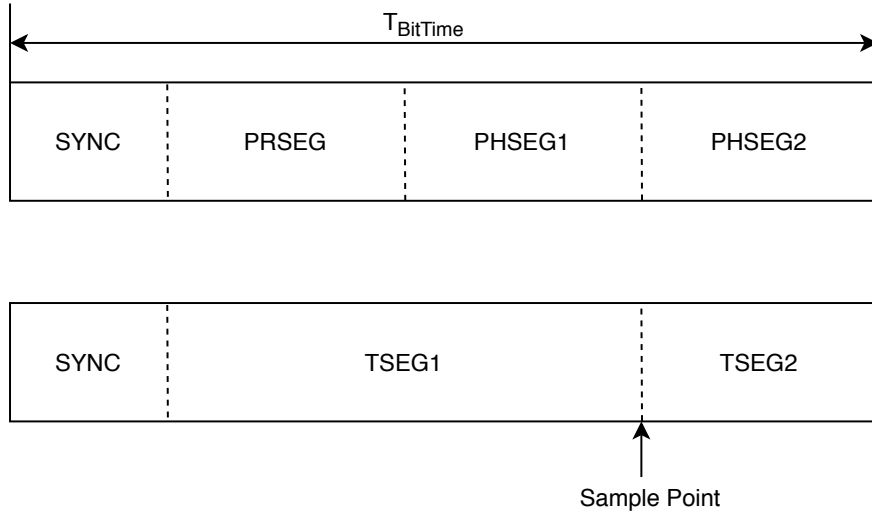 T_BitTime
SYNC PRSEG PHSEG1 PHSEG2
SYNC TSEG1 TSEG2
Sample Point